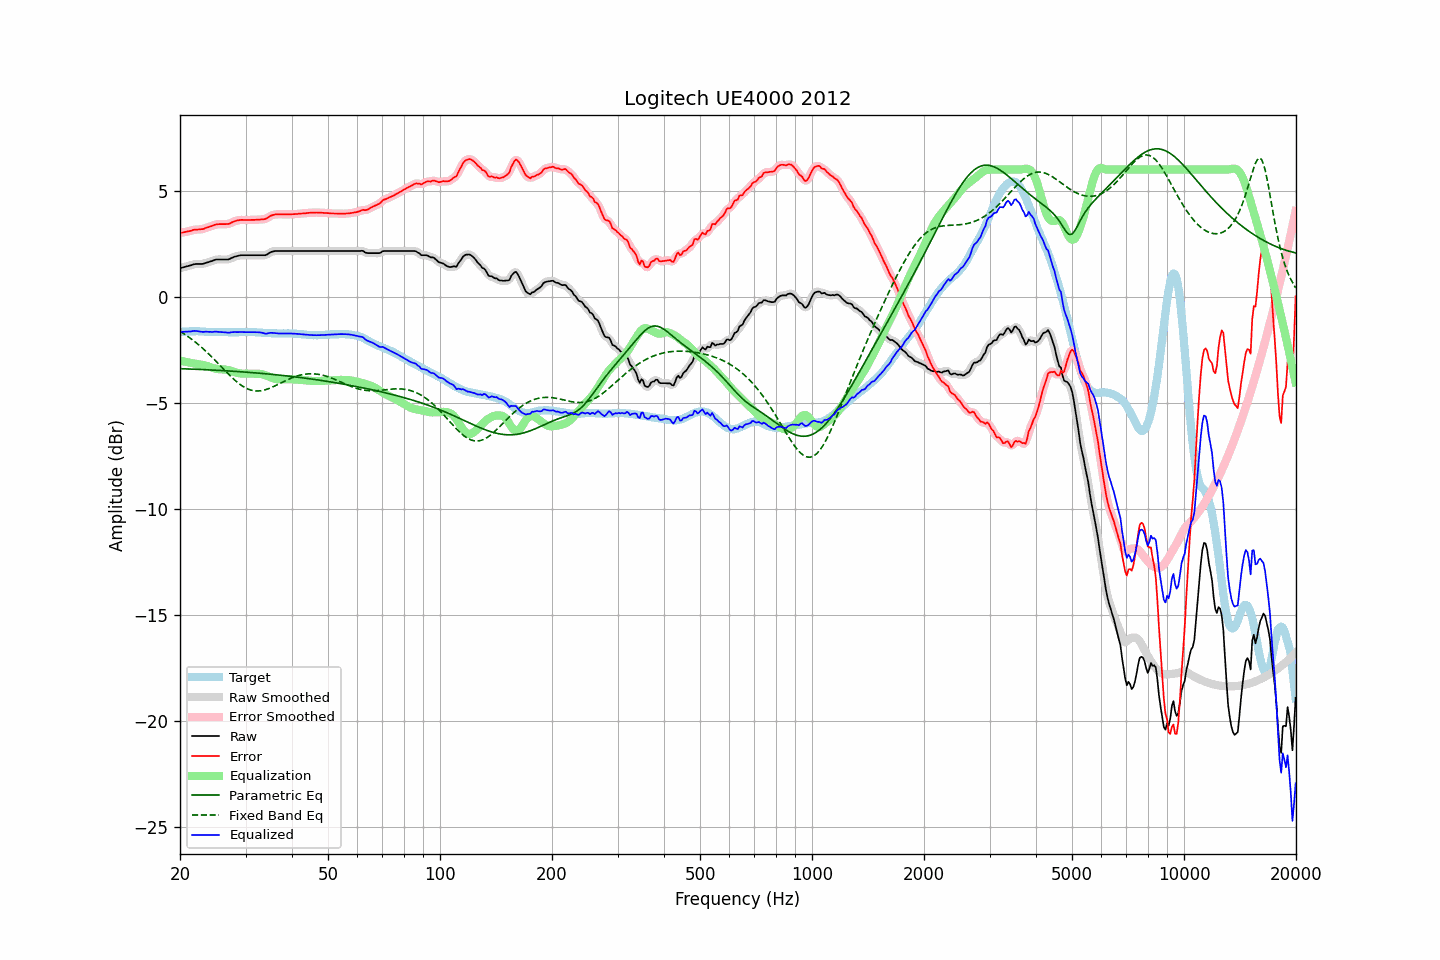 Logitech UE4000 2012
Amplitude (dBr)
5
0
−5
−10
−15
−20
−25
Target
Raw Smoothed
Error Smoothed
Raw
Error
Equalization
Parametric Eq
Fixed Band Eq
Equalized
20 50 100 200 500 1000 2000 5000 10000 20000
Frequency (Hz)